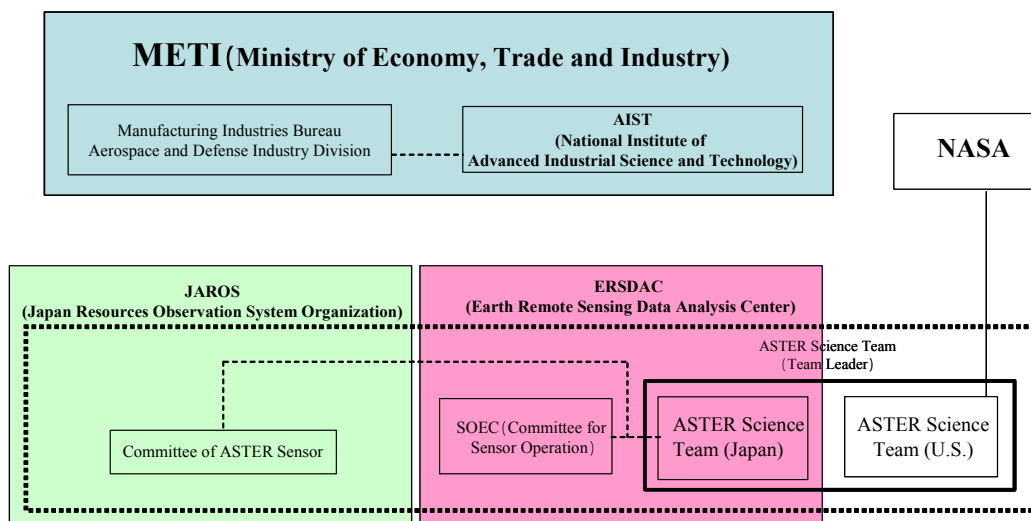 METI(Ministry of Economy, Trade and Industry)
Manufacturing Industries Bureau
Aerospace and Defense Industry Division
AIST
(National Institute of
Advanced Industrial Science and Technology)
NASA
JAROS
(Japan Resources Observation System Organization)
ERSDAC
(Earth Remote Sensing Data Analysis Center)
ASTER Science Team
(Team Leader)
Committee of ASTER Sensor
SOEC(Committee for
Sensor Operation)
ASTER Science
Team (Japan)
ASTER Science
Team (U.S.)